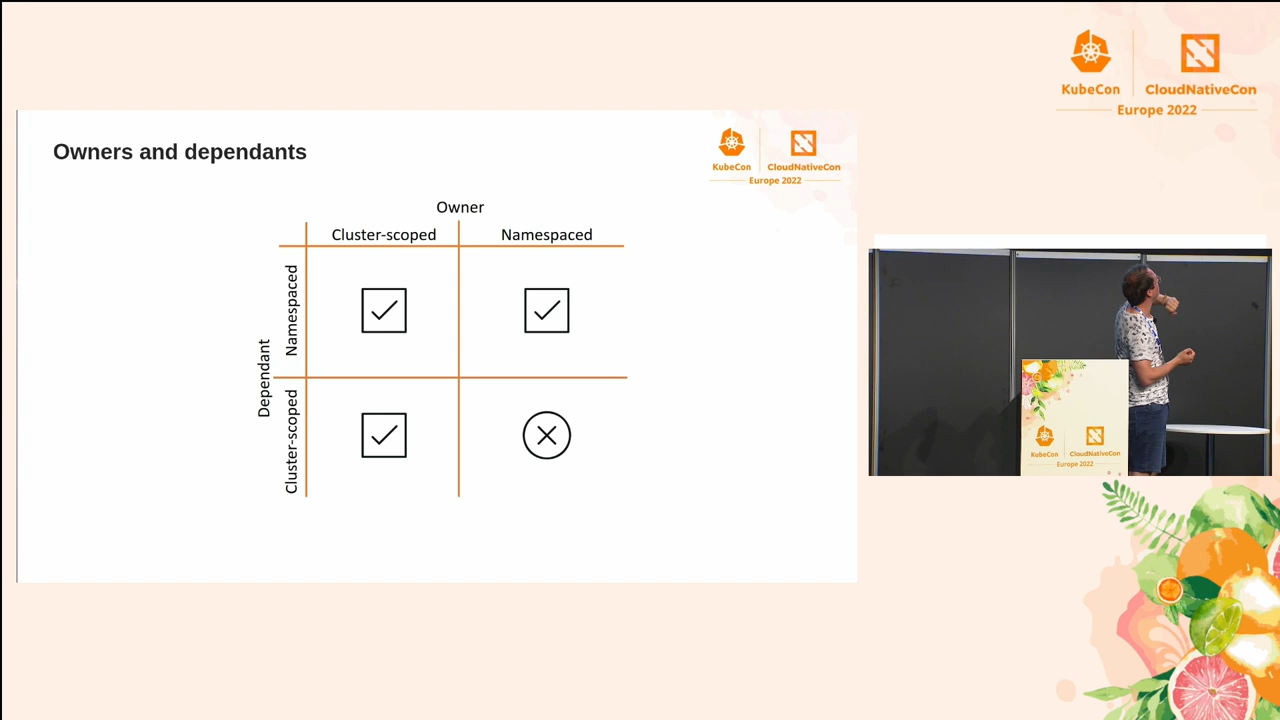 KubeCon
CloudNativeCon
Europe 2022
Owners and dependants
KubeCon
CloudNativeCon
Europe 2022
Owner
Cluster-scoped
Namespaced
Dependant
Namespaced
Cluster-scoped
KubeCon
CloudNativeCon
Europe 2022